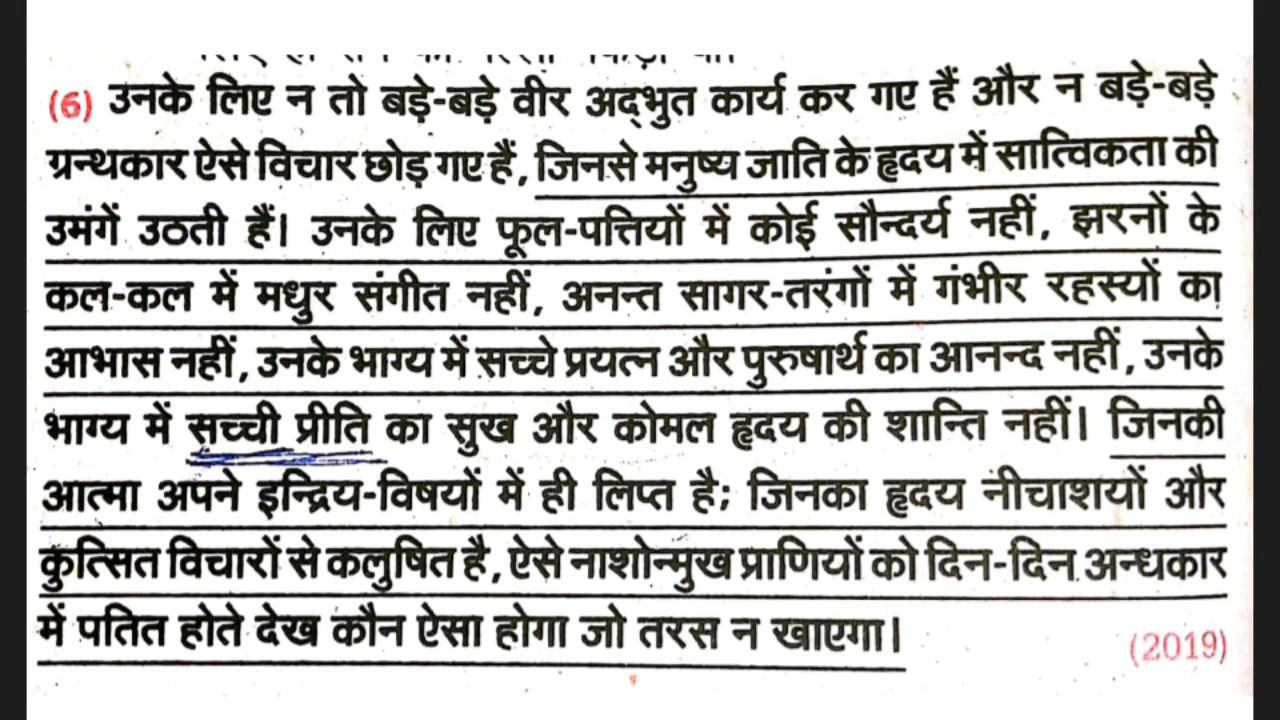 (6) उनके लिए न तो बड़े-बड़े वीर अद्भुत कार्य कर गए हैं और न बड़े-बड़े
ग्रन्थकार ऐसे विचार छोड़ गए हैं, जिनसे मनुष्य जाति के हृदय में सात्विकता की
उमंगें उठती हैं। उनके लिए फूल-पत्तियों में कोई सौन्दर्य नहीं, झरनों के
कल-कल में मधुर संगीत नहीं, अनन्त सागर-तरंगों में गंभीर रहस्यों का
आभास नहीं, उनके भाग्य में सच्चे प्रयत्न और पुरुषार्थ का आनन्द नहीं, उनके
भाग्य में सच्ची प्रीति का सुख और कोमल हृदय की शान्ति नहीं। जिनकी
आत्मा अपने इन्द्रिय-विषयों में ही लिप्त है; जिनका हृदय नीचाशयों और
कुत्सित विचारों से कलुषित है, ऐसे नाशोन्मुख प्राणियों को दिन-दिन अन्धकार
में पतित होते देख कौन ऐसा होगा जो तरस न खाएगा।
(2019)